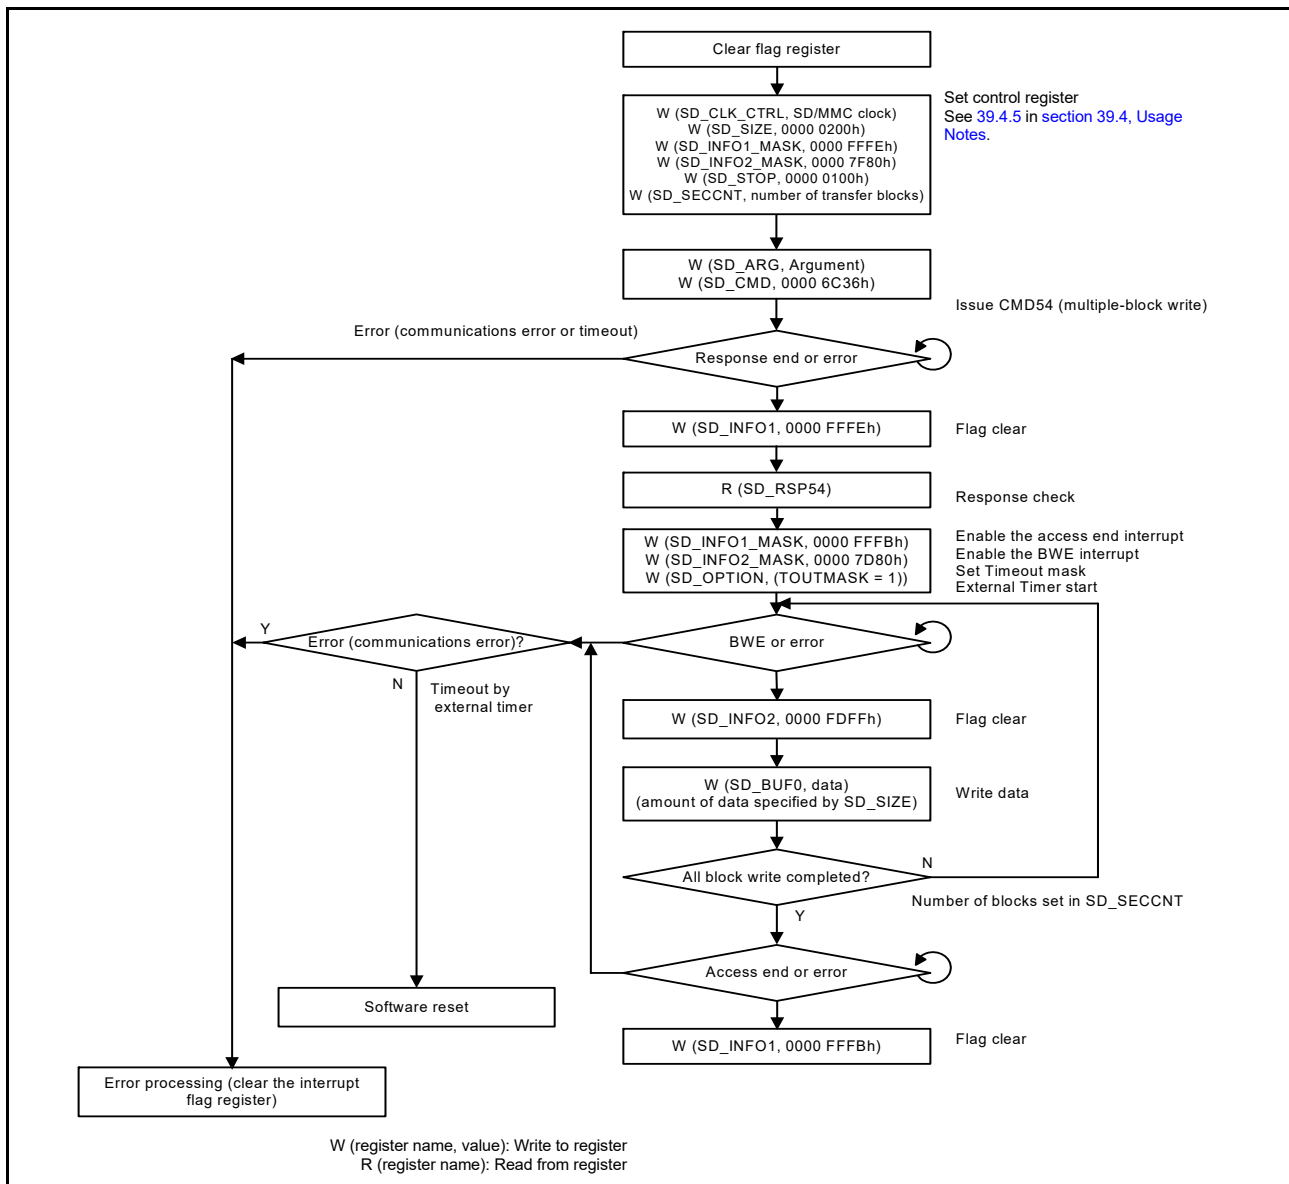 Clear flag register
W (SD_CLK_CTRL, SD/MMC clock)
W (SD_SIZE, 0000 0200h)
W (SD_INFO1_MASK, 0000 FFFEh)
W (SD_INFO2_MASK, 0000 7F80h)
W (SD_STOP, 0000 0100h)
W (SD_SECCNT, number of transfer blocks)
Set control register
See 39.4.5 in section 39.4, Usage
Notes.
W (SD_ARG, Argument)
W (SD_CMD, 0000 6C36h)
Issue CMD54 (multiple-block write)
Error (communications error or timeout)
Response end or error
W (SD_INFO1, 0000 FFFEh)
Flag clear
R (SD_RSP54)
Response check
W (SD_INFO1_MASK, 0000 FFFBh)
W (SD_INFO2_MASK, 0000 7D80h)
W (SD_OPTION, (TOUTMASK = 1))
Enable the access end interrupt
Enable the BWE interrupt
Set Timeout mask
External Timer start
Y
Error (communications error)?
BWE or error
N
Timeout by
external timer
W (SD_INFO2, 0000 FDFFh)
Flag clear
W (SD_BUF0, data)
(amount of data specified by SD_SIZE)
Write data
All block write completed?
N
Number of blocks set in SD_SECCNT
Y
Access end or error
Software reset
W (SD_INFO1, 0000 FFFBh)
Flag clear
Error processing (clear the interrupt
flag register)
W (register name, value): Write to register
R (register name): Read from register